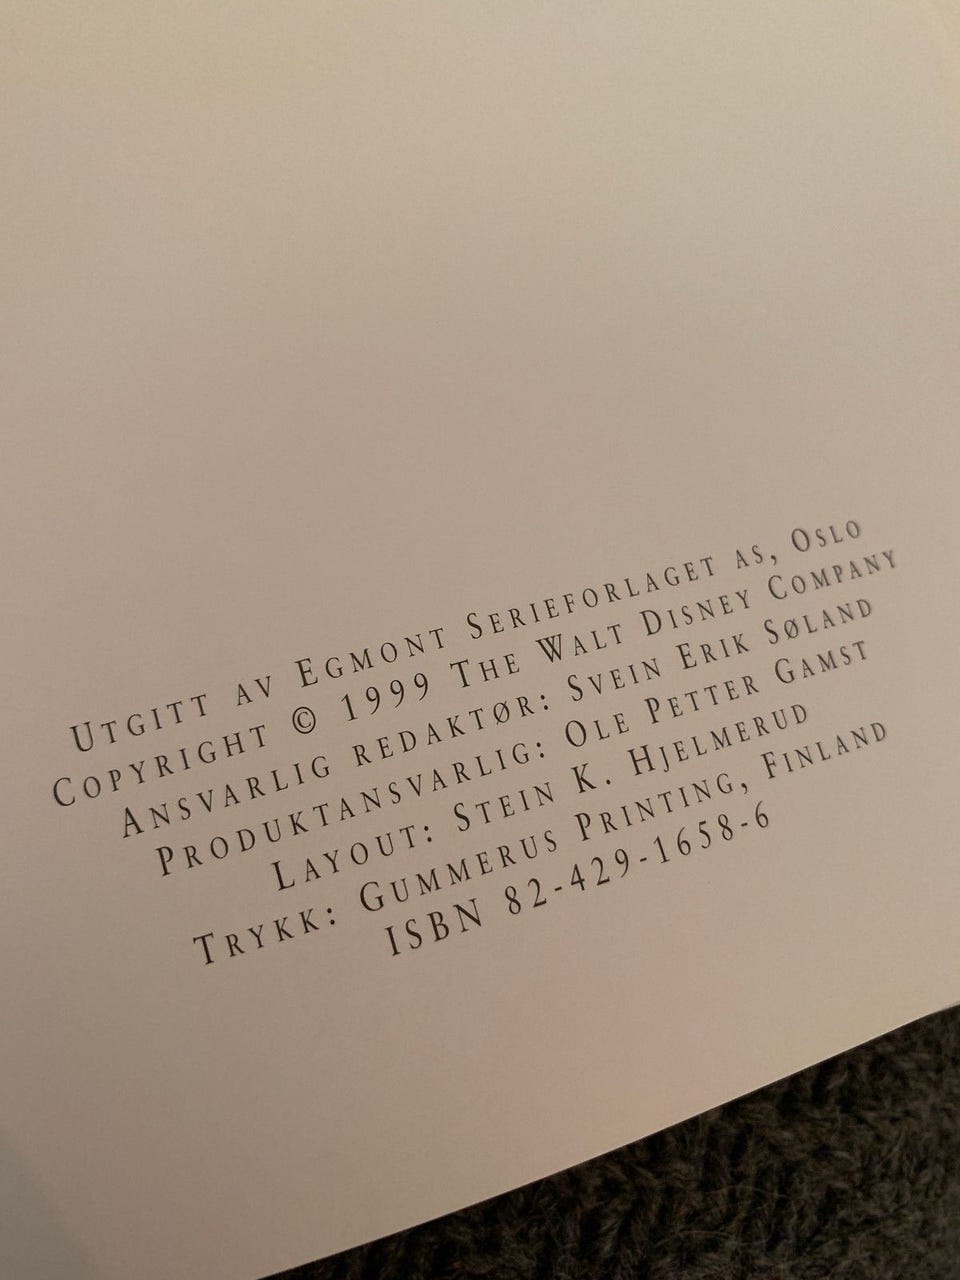 Utgitt av Egmont Serieforlaget as, Oslo
Copyright © 1999 The Walt Disney Company
Ansvarlig redaktør: Svein Erik Søland
Produktansvarlig: Ole Petter Gamst
Layout: Stein K. Hjelmerud
Trykk: Gummerus Printing, Finland
ISBN 82-429-1658-6